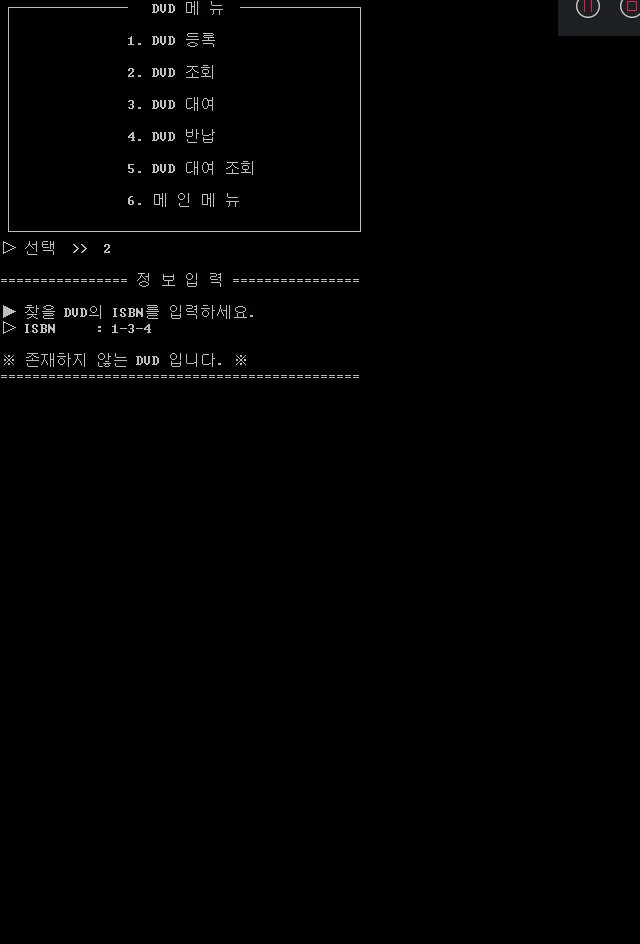 DVD 메 뉴
1. DVD 등록
2. DVD 조회
3. DVD 대여
4. DVD 반납
5. DVD 대여 조회
6. 메 인 메 뉴
▷ 선택 >> 2
================ 정 보 입 력 ================
▶ 찾을 DVD의 ISBN를 입력하세요.
▷ ISBN : 1-3-4
※ 존재하지 않는 DVD 입니다. ※
=============================================